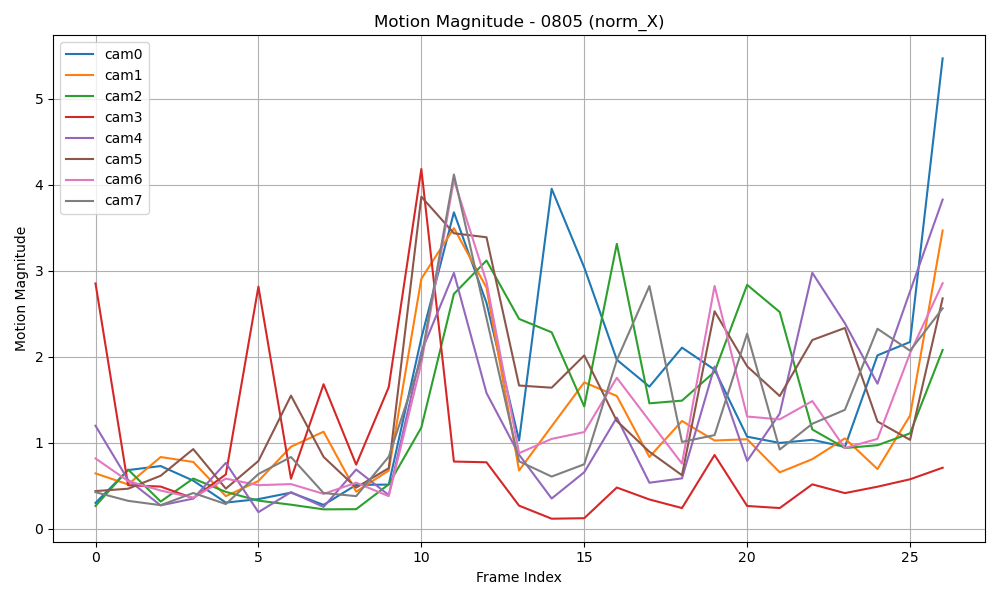 Motion Magnitude - 0805 (norm_X)
cam0
cam1
cam2
cam3
cam4
cam5
cam6
cam7
Motion Magnitude
5
4
3
2
1
0
0 5 10 15 20 25
Frame Index